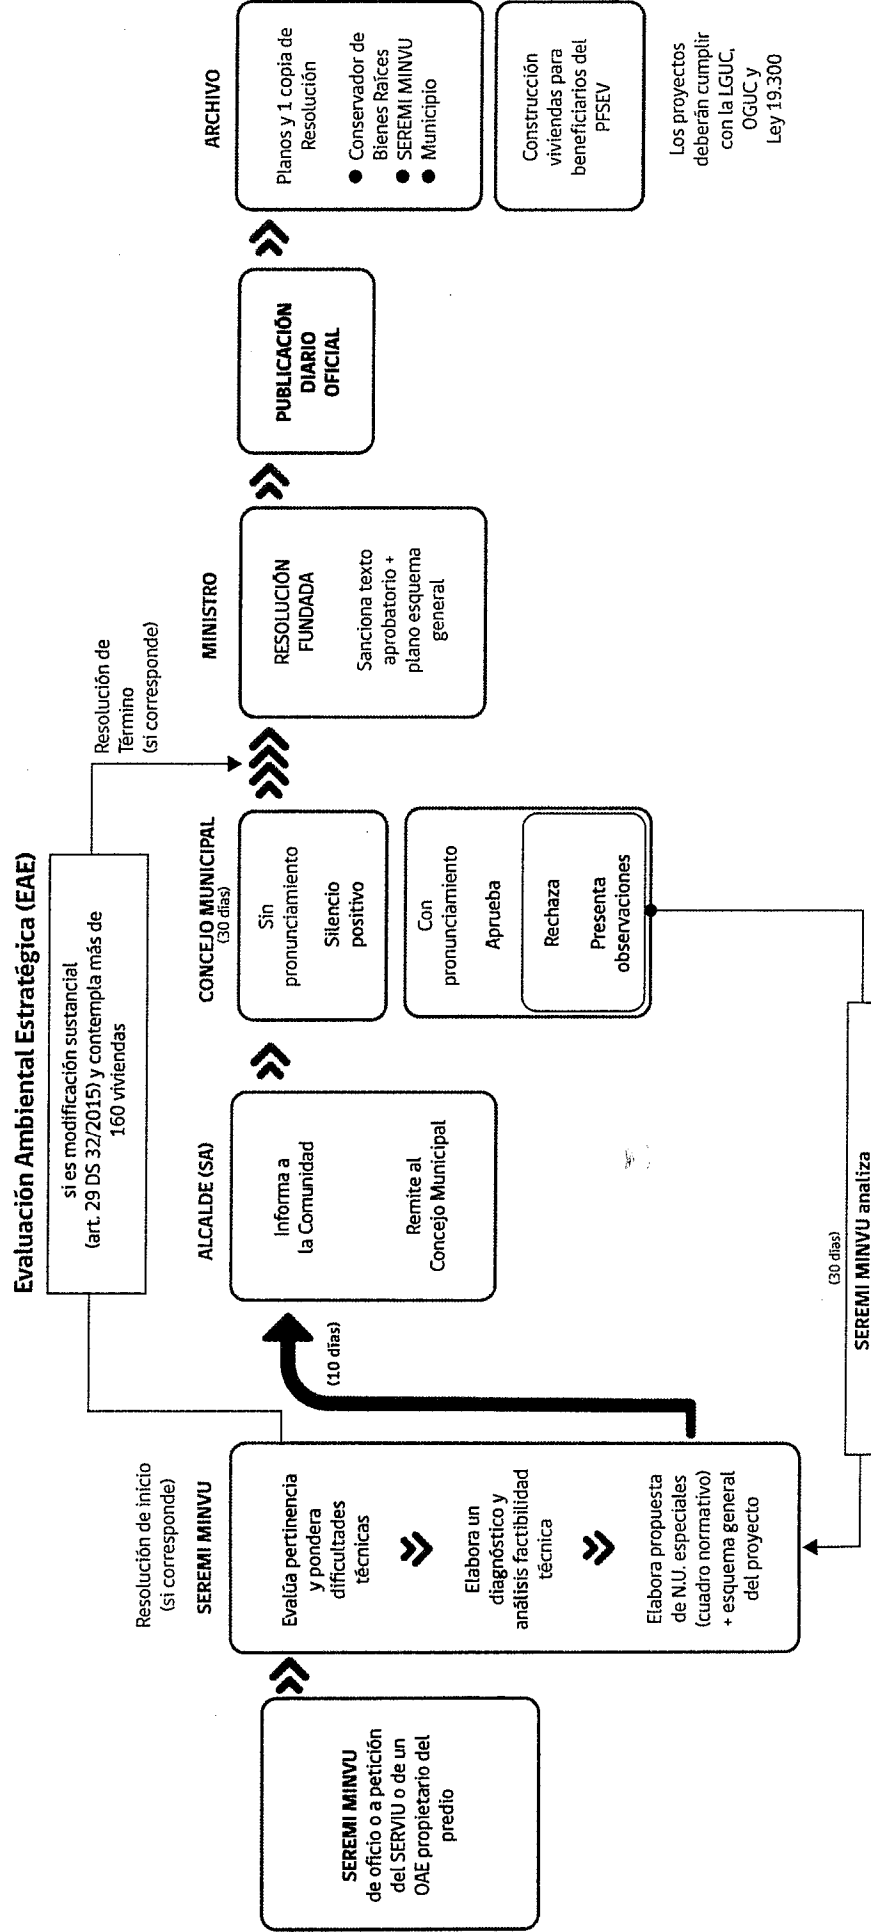 Evaluación Ambiental Estratégica (EAE)
si es modificación sustancial
(art. 29 DS 32/2015) y contempla más de
160 viviendas
Resolución de inicio
(si corresponde)
Resolución de
Término
(si corresponde)
SEREMI MINVU
de oficio o a petición
del SERVIU o de un
OAE propietario del
predio
SEREMI MINVU
Evalúa pertinencia
y pondera
dificultades
técnicas
Elabora un
diagnóstico y
análisis factibilidad
técnica
Elabora propuesta
de N.U. especiales
(cuadro normativo)
+ esquema general
del proyecto
(10 días)
ALCALDE (SA)
Informa a
la Comunidad
Remite al
Concejo Municipal
CONCEJO MUNICIPAL
(30 días)
Sin
pronunciamiento
Silencio
positivo
Con
pronunciamiento
Aprueba
Rechaza
Presenta
observaciones
(30 días)
SEREMI MINVU analiza
MINISTRO
RESOLUCIÓN
FUNDADA
Sanciona texto
aprobatorio +
plano esquema
general
PUBLICACIÓN
DIARIO
OFICIAL
ARCHIVO
Planos y 1 copia de
Resolución
● Conservador de
Bienes Raíces
● SEREMI MINVU
● Municipio
Construcción
viviendas para
beneficiarios del
PFSEV
Los proyectos
deberán cumplir
con la LGUC,
OGUC y
Ley 19.300